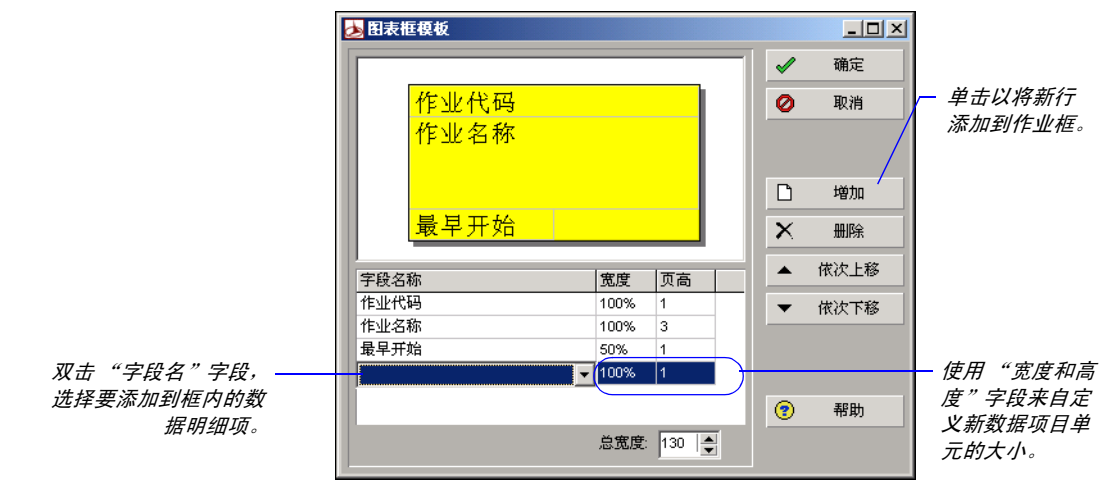 图表框模板
作业代码
作业名称
最早开始
确定
取消
增加
删除
依次上移
依次下移
帮助
字段名称 宽度 页高
作业代码 100% 1
作业名称 100% 3
最早开始 50% 1
100% 1
总宽度: 130
单击以将新行
添加到作业框。
双击“字段名”字段，
选择要添加到框内的数
据明细项。
使用“宽度和高
度”字段来自定
义新数据项目单
元的大小。